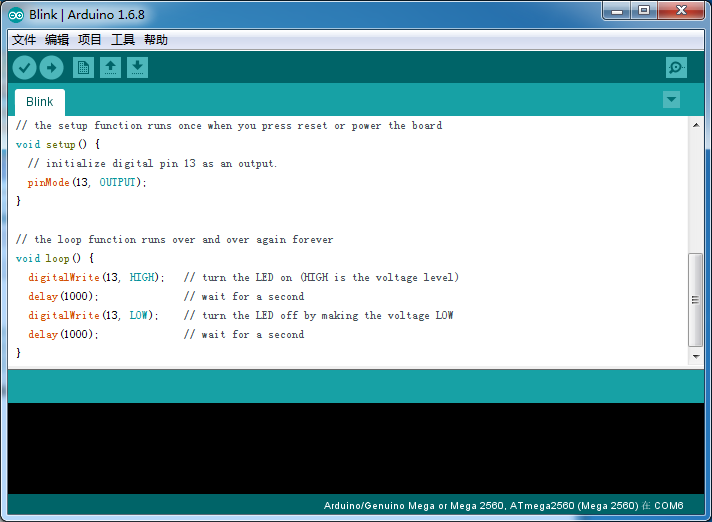 Blink | Arduino 1.6.8
文件 编辑 项目 工具 帮助
Blink
// the setup function runs once when you press reset or power the board
void setup() {
  // initialize digital pin 13 as an output.
  pinMode(13, OUTPUT);
}
// the loop function runs over and over again forever
void loop() {
  digitalWrite(13, HIGH);   // turn the LED on (HIGH is the voltage level)
  delay(1000);              // wait for a second
  digitalWrite(13, LOW);    // turn the LED off by making the voltage LOW
  delay(1000);              // wait for a second
}
Arduino/Genuino Mega or Mega 2560, ATmega2560 (Mega 2560) 在 COM6